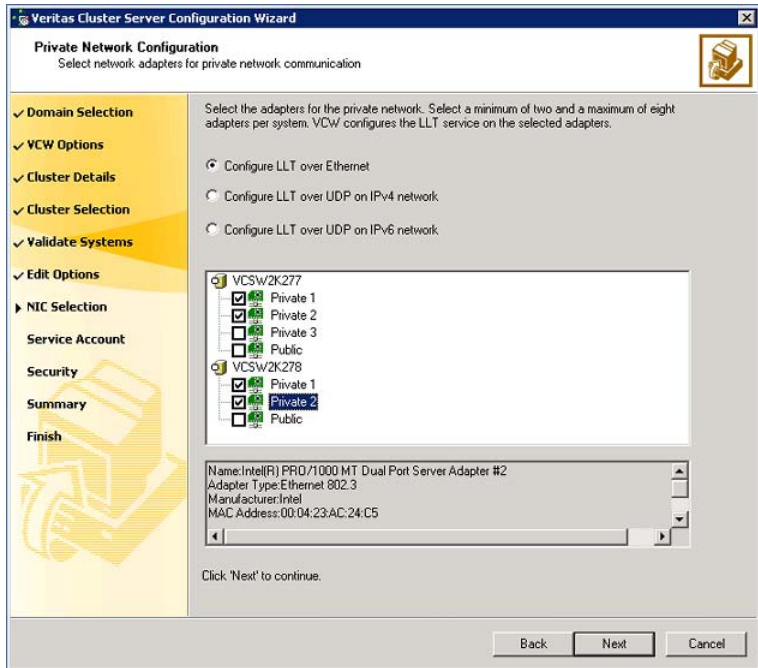 Veritas Cluster Server Configuration Wizard
Private Network Configuration
Select network adapters for private network communication
Domain Selection
VCW Options
Cluster Details
Cluster Selection
Validate Systems
Edit Options
NIC Selection
Service Account
Security
Summary
Finish
Select the adapters for the private network. Select a minimum of two and a maximum of eight
adapters per system. VCW configures the LLT service on the selected adapters.
Configure LLT over Ethernet
Configure LLT over UDP on IPv4 network
Configure LLT over UDP on IPv6 network
VCSW2K277
Private 1
Private 2
Private 3
Public
VCSW2K278
Private 1
Private 2
Public
Name:Intel(R) PRO/1000 MT Dual Port Server Adapter #2
Adapter Type:Ethernet 802.3
Manufacturer:Intel
MAC Address:00:04:23:AC:24:C5
Click 'Next' to continue.
Back
Next
Cancel